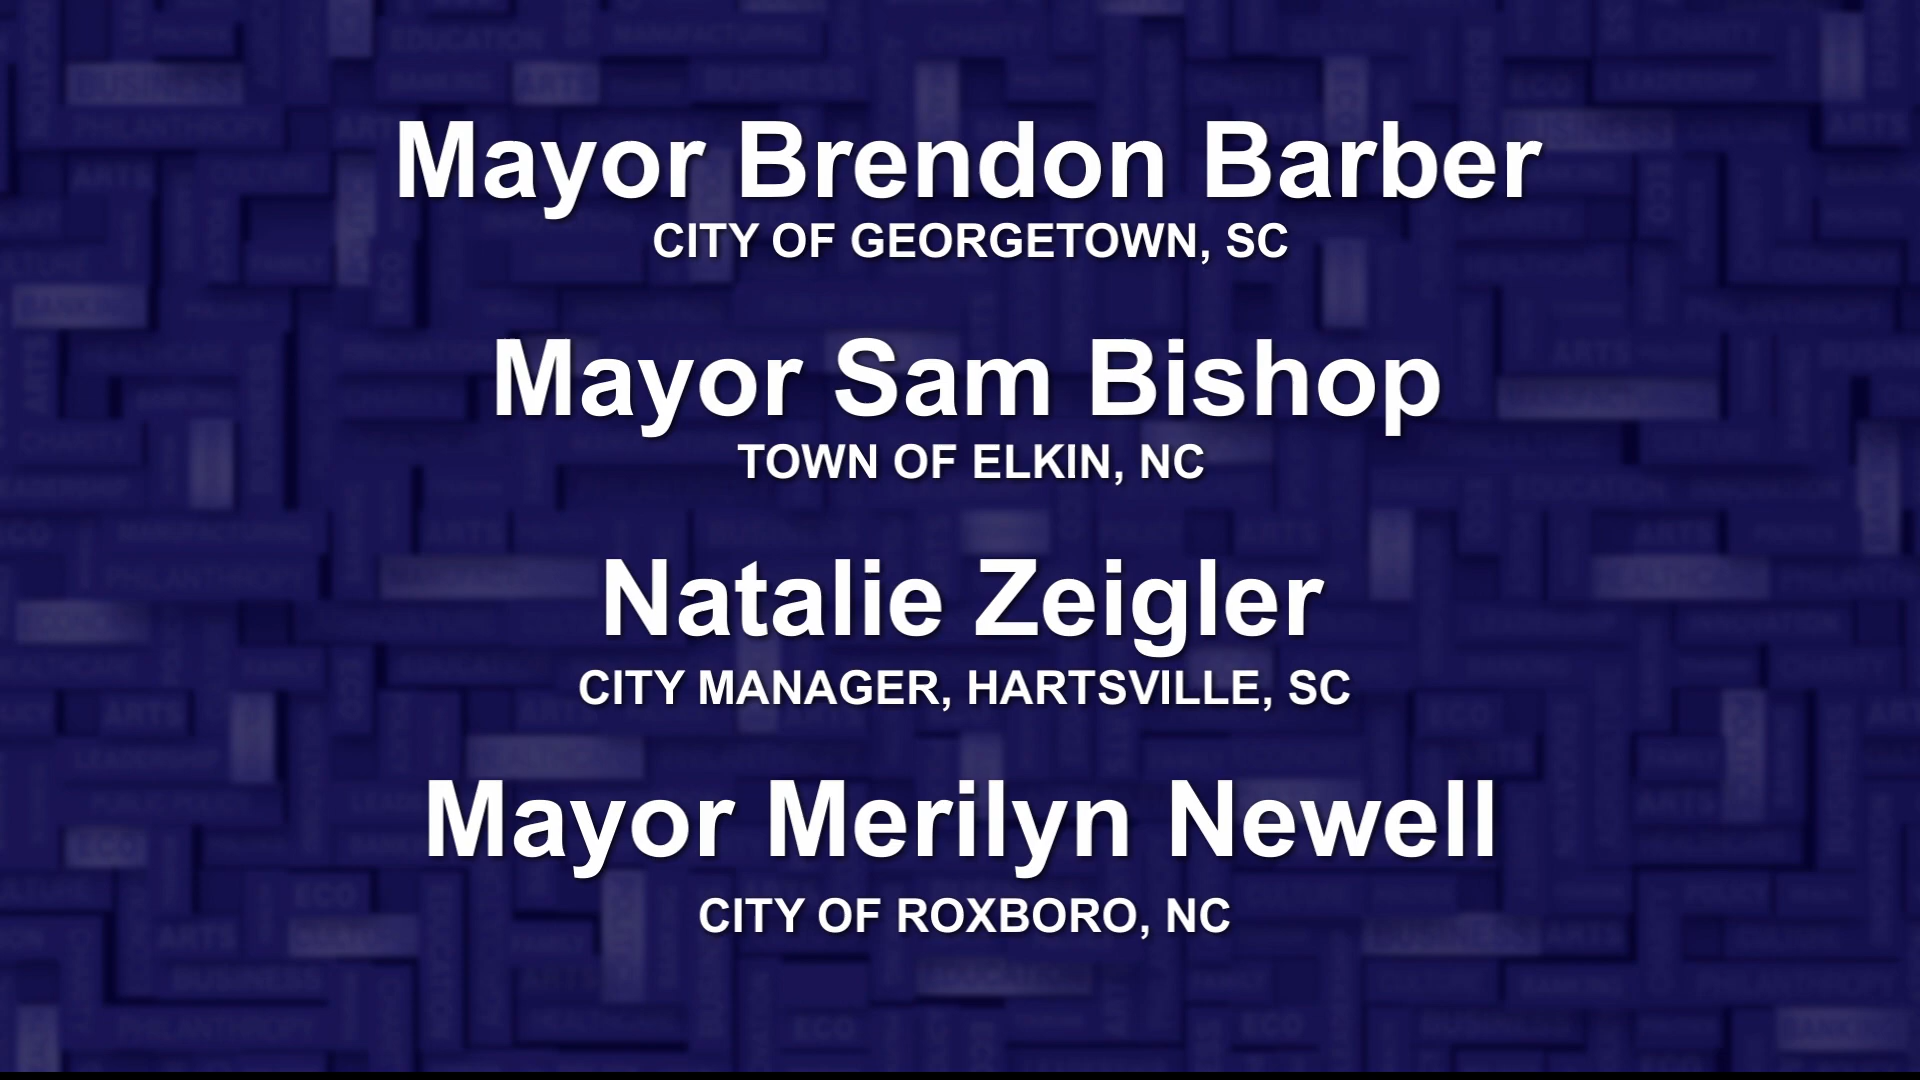 Mayor Brendon Barber
CITY OF GEORGETOWN, SC
Mayor Sam Bishop
TOWN OF ELKIN, NC
Natalie Zeigler
CITY MANAGER, HARTSVILLE, SC
Mayor Merilyn Newell
CITY OF ROXBORO, NC